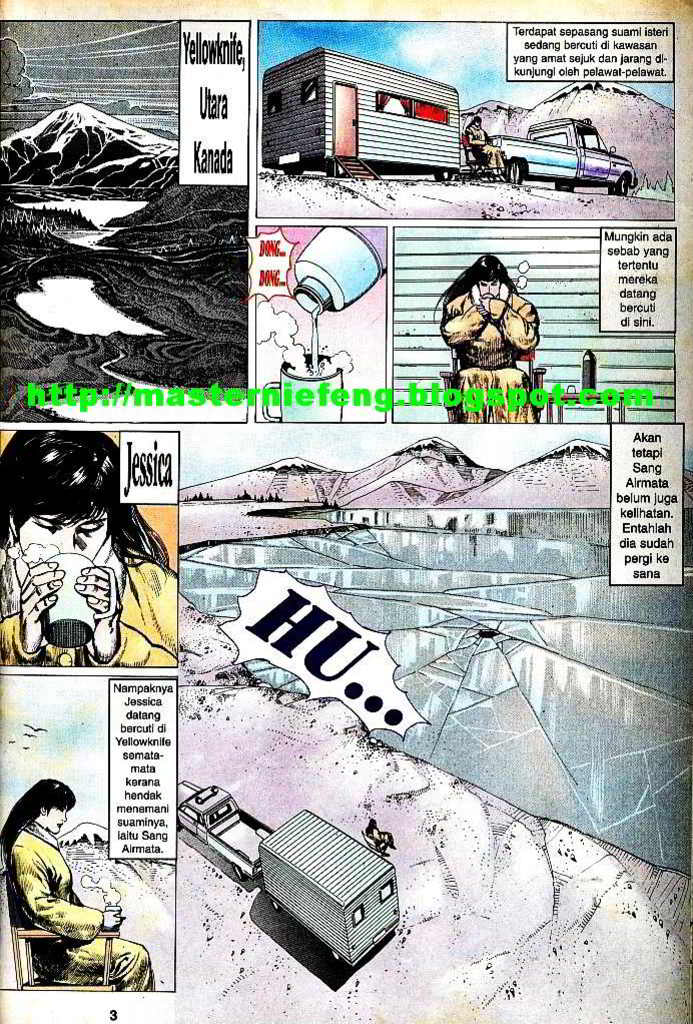 Yellowknife,
Utara
Kanada
Terdapat sepasang suami isteri
sedang bercuti di kawasan
yang amat sejuk dan jarang di-
kunjungi oleh pelawat-pelawat.
DONG...
DONG...
Mungkin ada
sebab yang
tertentu
mereka
datang
bercuti
di sini.
http://masterniefeng.blogspot.com
Jessica
Akan
tetapi
Sang
Airmata
belum juga
kelihatan.
Entahlah
dia sudah
pergi ke
sana
HU...
Nampaknya
Jessica
datang
bercuti di
Yellowknife
semata-
mata
kerana
hendak
menemani
suaminya,
iaitu Sang
Airmata.
3